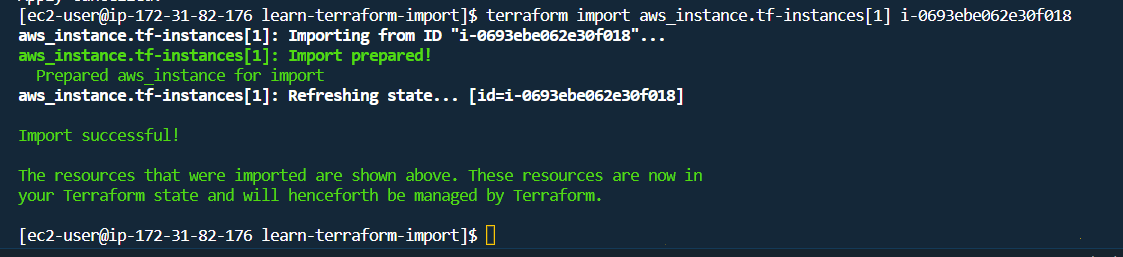 [ec2-user@ip-172-31-82-176 learn-terraform-import]$ terraform import aws_instance.tf-instances[1] i-0693ebe062e30f018
aws_instance.tf-instances[1]: Importing from ID "i-0693ebe062e30f018"...
aws_instance.tf-instances[1]: Import prepared!
  Prepared aws_instance for import
aws_instance.tf-instances[1]: Refreshing state... [id=i-0693ebe062e30f018]
Import successful!
The resources that were imported are shown above. These resources are now in
your Terraform state and will henceforth be managed by Terraform.
[ec2-user@ip-172-31-82-176 learn-terraform-import]$